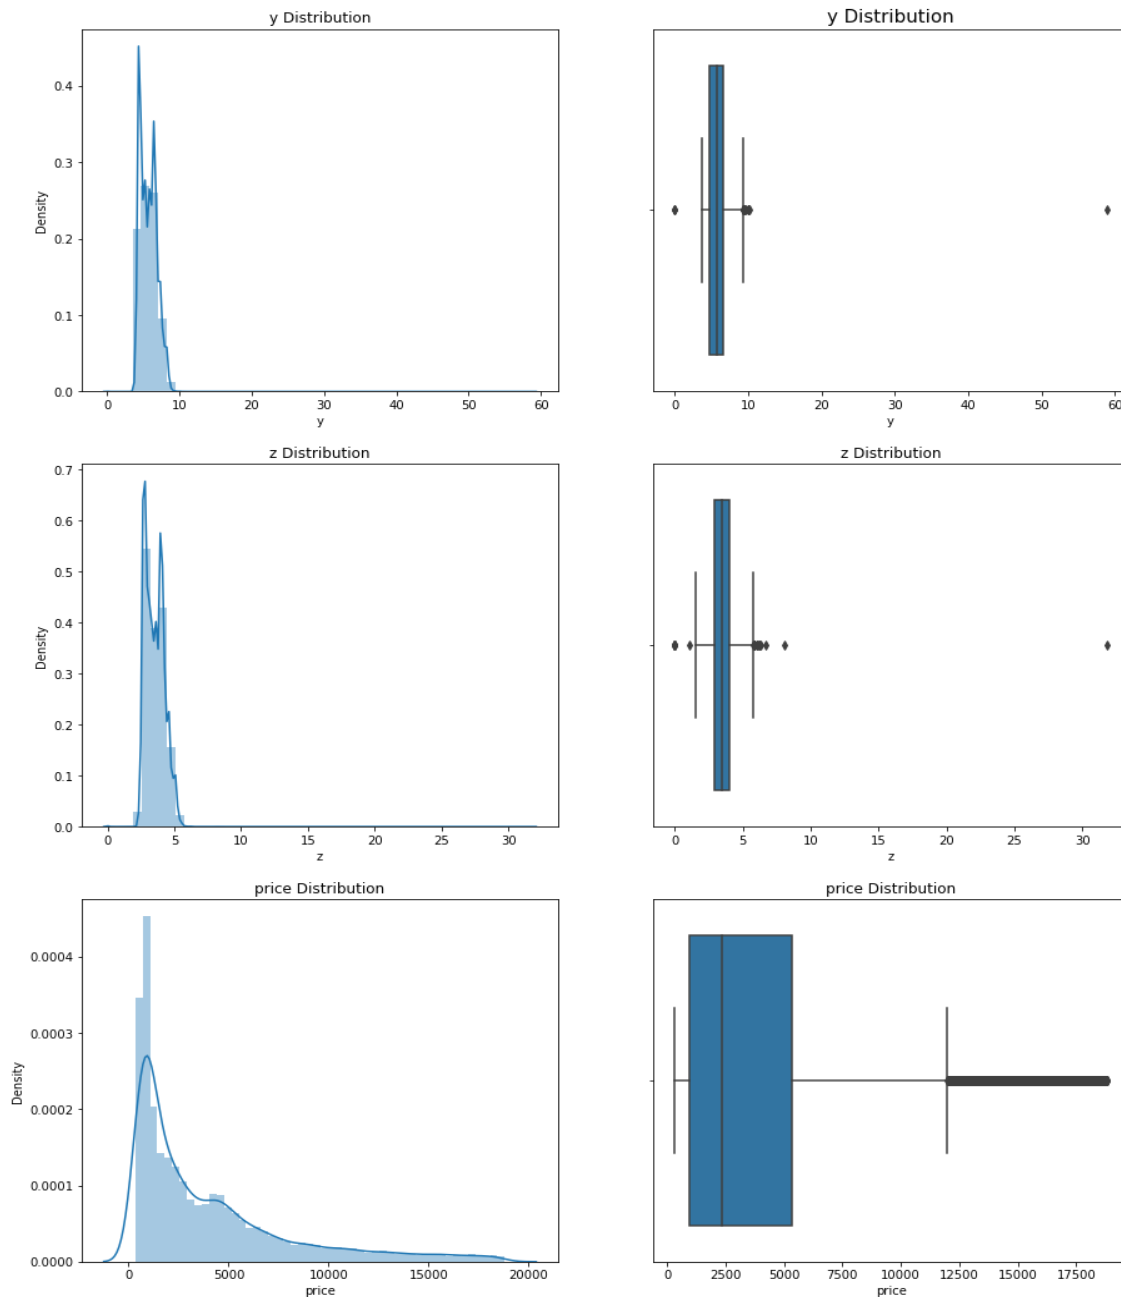 y Distribution
Density
0.4
0.3
0.2
0.1
0.0
0 10 20 30 40 50 60
y
y Distribution
0 10 20 30 40 50 60
y
z Distribution
Density
0.7
0.6
0.5
0.4
0.3
0.2
0.1
0.0
0 5 10 15 20 25 30
z
z Distribution
0 5 10 15 20 25 30
z
price Distribution
Density
0.0004
0.0003
0.0002
0.0001
0.0000
0 5000 10000 15000 20000
price
price Distribution
0 2500 5000 7500 10000 12500 15000 17500
price